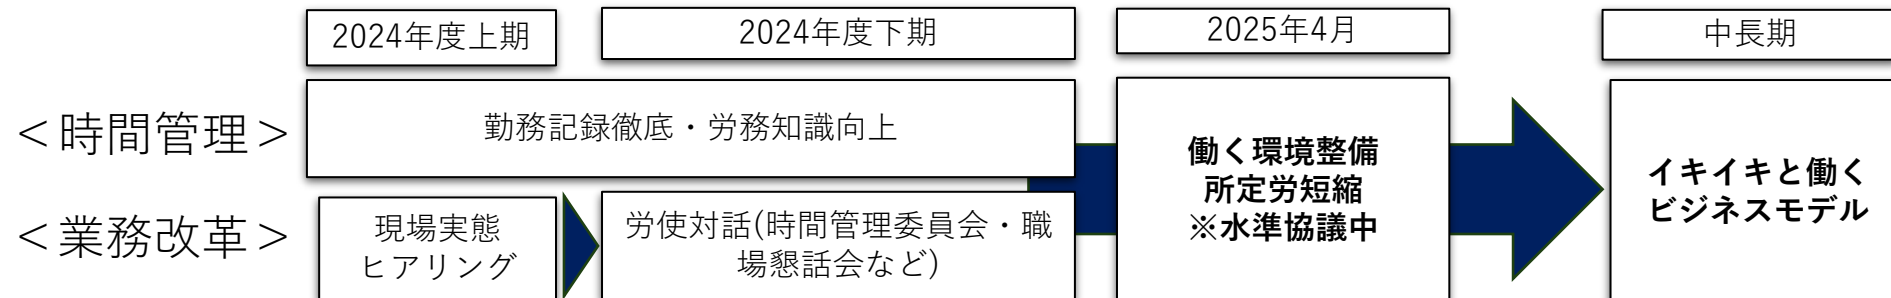 2024年度上期
2024年度下期
2025年4月
中長期
＜時間管理＞
勤務記録徹底・労務知識向上
＜業務改革＞
現場実態
ヒアリング
労使対話(時間管理委員会・職
場懇話会など)
働く環境整備
所定労短縮
※水準協議中
イキイキと働く
ビジネスモデル